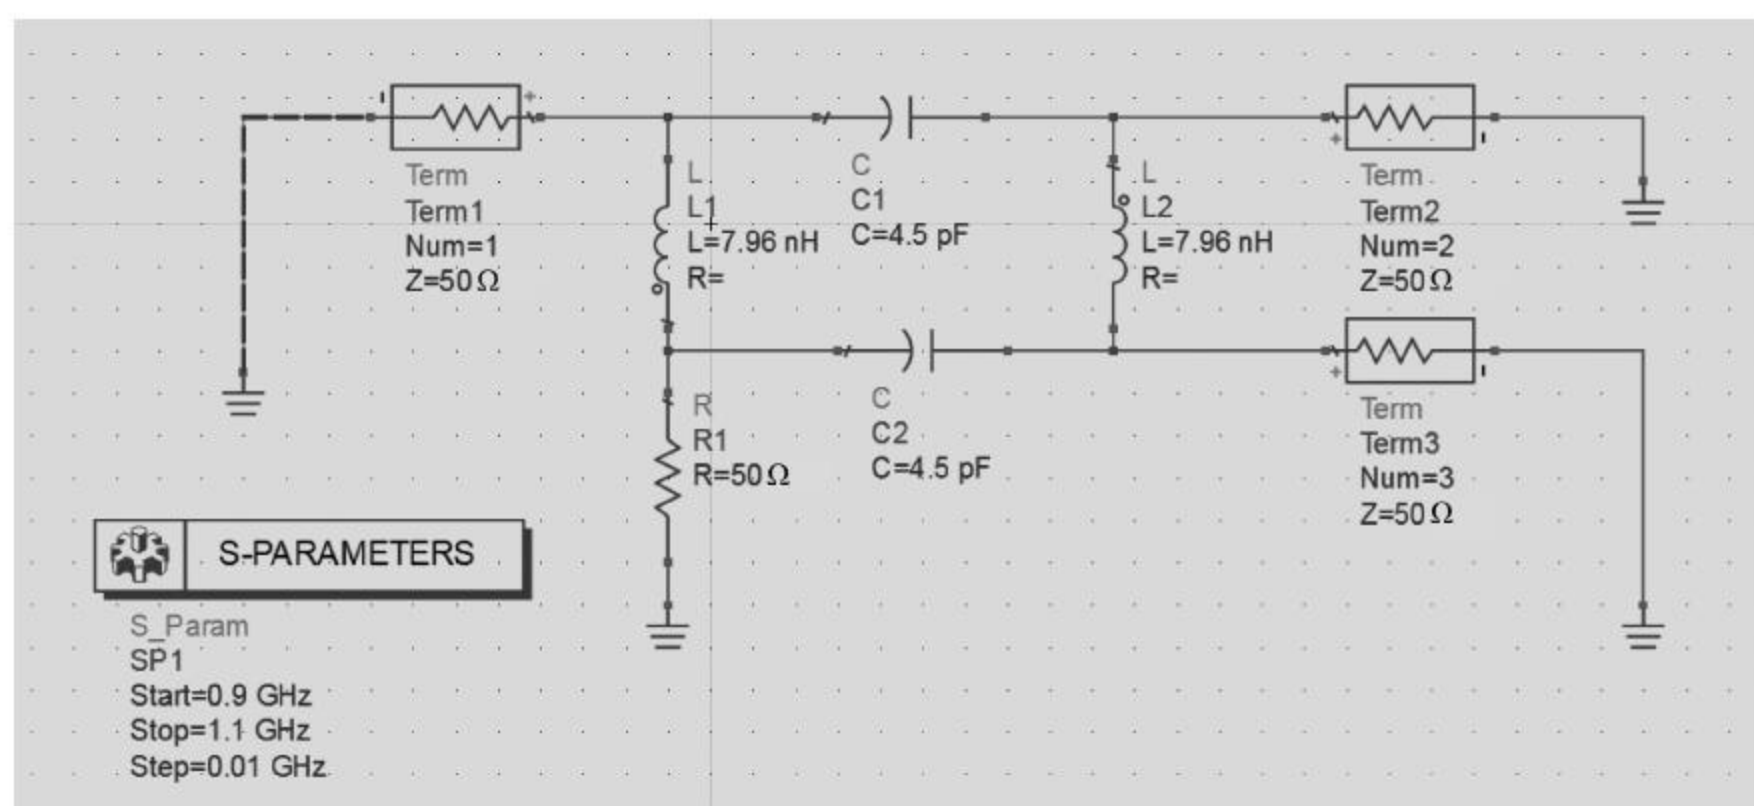 Term
Term1
Num=1
Z=50 Ω
L
L1
L=7.96 nH
R=
C
C1
C=4.5 pF
L
L2
L=7.96 nH
R=
Term
Term2
Num=2
Z=50 Ω
R
R1
R=50 Ω
C
C2
C=4.5 pF
Term
Term3
Num=3
Z=50 Ω
S-PARAMETERS
S_Param
SP1
Start=0.9 GHz
Stop=1.1 GHz
Step=0.01 GHz